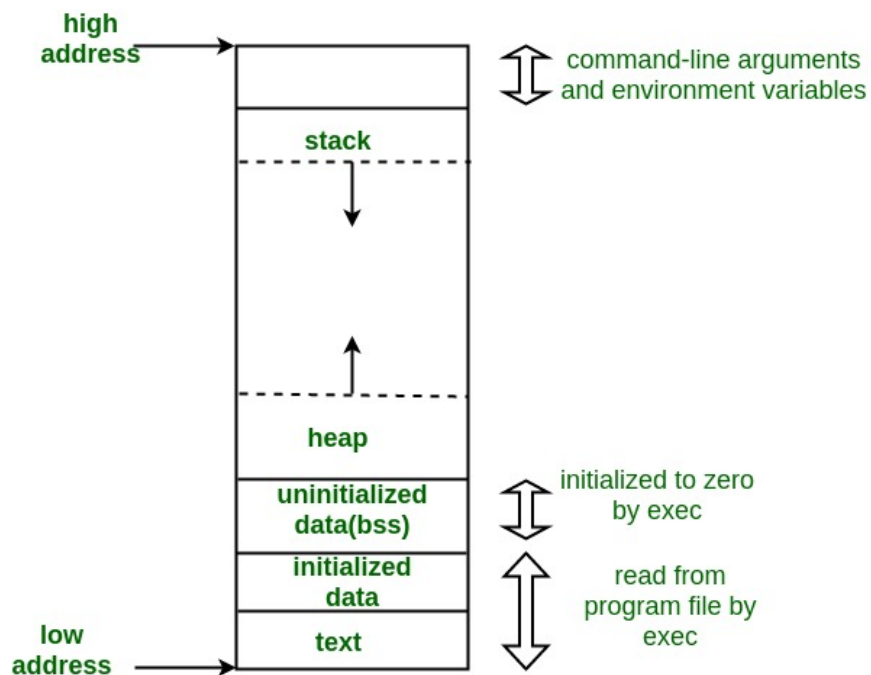 high
address
command-line arguments
and environment variables
stack
heap
uninitialized
data(bss)
initialized to zero
by exec
initialized
data
read from
program file by
exec
text
low
address